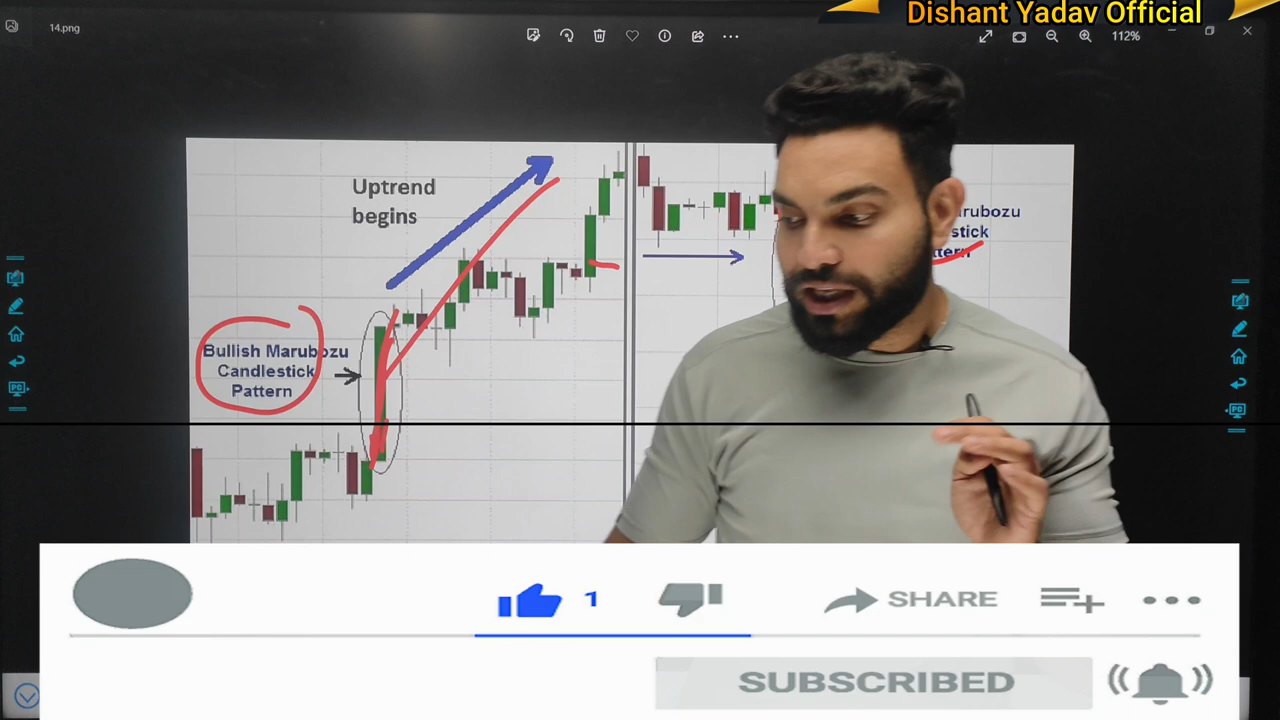 Dishant Yadav Official
14.png
112%
Uptrend
begins
Bullish Marubozu
Candlestick
Pattern
1
SHARE
SUBSCRIBED